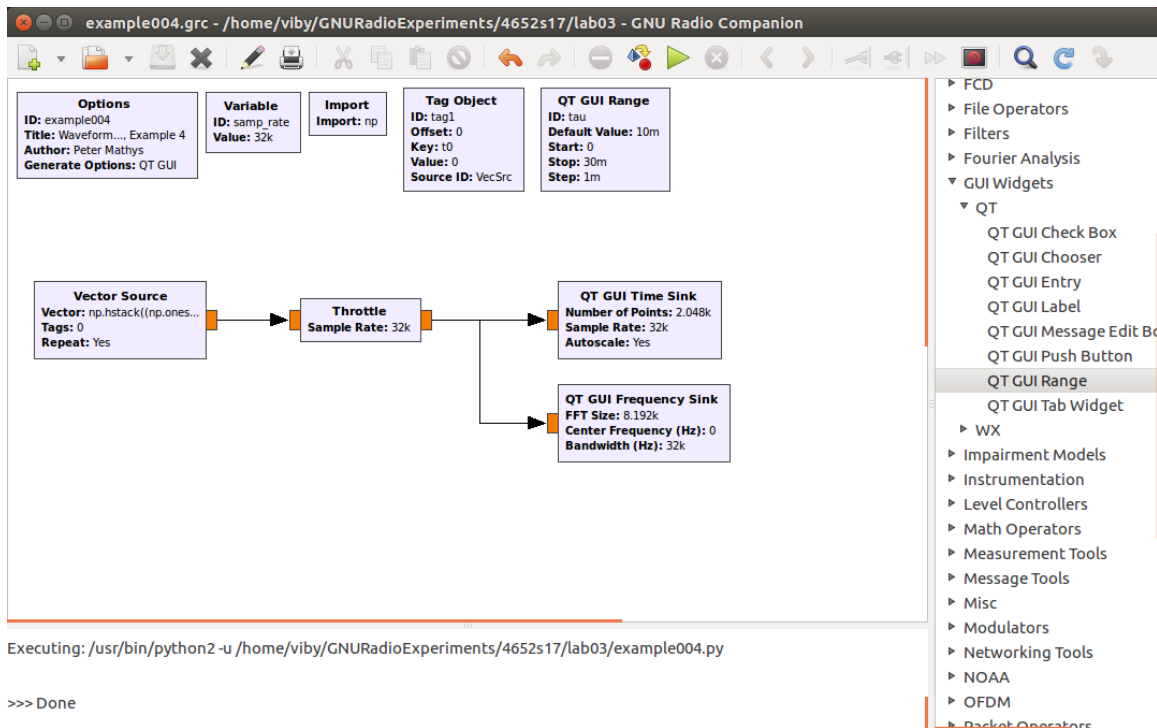 example004.grc - /home/viby/GNURadioExperiments/4652s17/lab03 - GNU Radio Companion
Options
ID: example004
Title: Waveform..., Example 4
Author: Peter Mathys
Generate Options: QT GUI
Variable
ID: samp_rate
Value: 32k
Import
Import: np
Tag Object
ID: tag1
Offset: 0
Key: t0
Value: 0
Source ID: VecSrc
QT GUI Range
ID: tau
Default Value: 10m
Start: 0
Stop: 30m
Step: 1m
Vector Source
Vector: np.hstack((np.ones...
Tags: 0
Repeat: Yes
Throttle
Sample Rate: 32k
QT GUI Time Sink
Number of Points: 2.048k
Sample Rate: 32k
Autoscale: Yes
QT GUI Frequency Sink
FFT Size: 8.192k
Center Frequency (Hz): 0
Bandwidth (Hz): 32k
FCD
File Operators
Filters
Fourier Analysis
GUI Widgets
QT
QT GUI Check Box
QT GUI Chooser
QT GUI Entry
QT GUI Label
QT GUI Message Edit Bo
QT GUI Push Button
QT GUI Range
QT GUI Tab Widget
WX
Impairment Models
Instrumentation
Level Controllers
Math Operators
Measurement Tools
Message Tools
Misc
Modulators
Networking Tools
NOAA
OFDM
Packet Operators
Executing: /usr/bin/python2 -u /home/viby/GNURadioExperiments/4652s17/lab03/example004.py
>>> Done